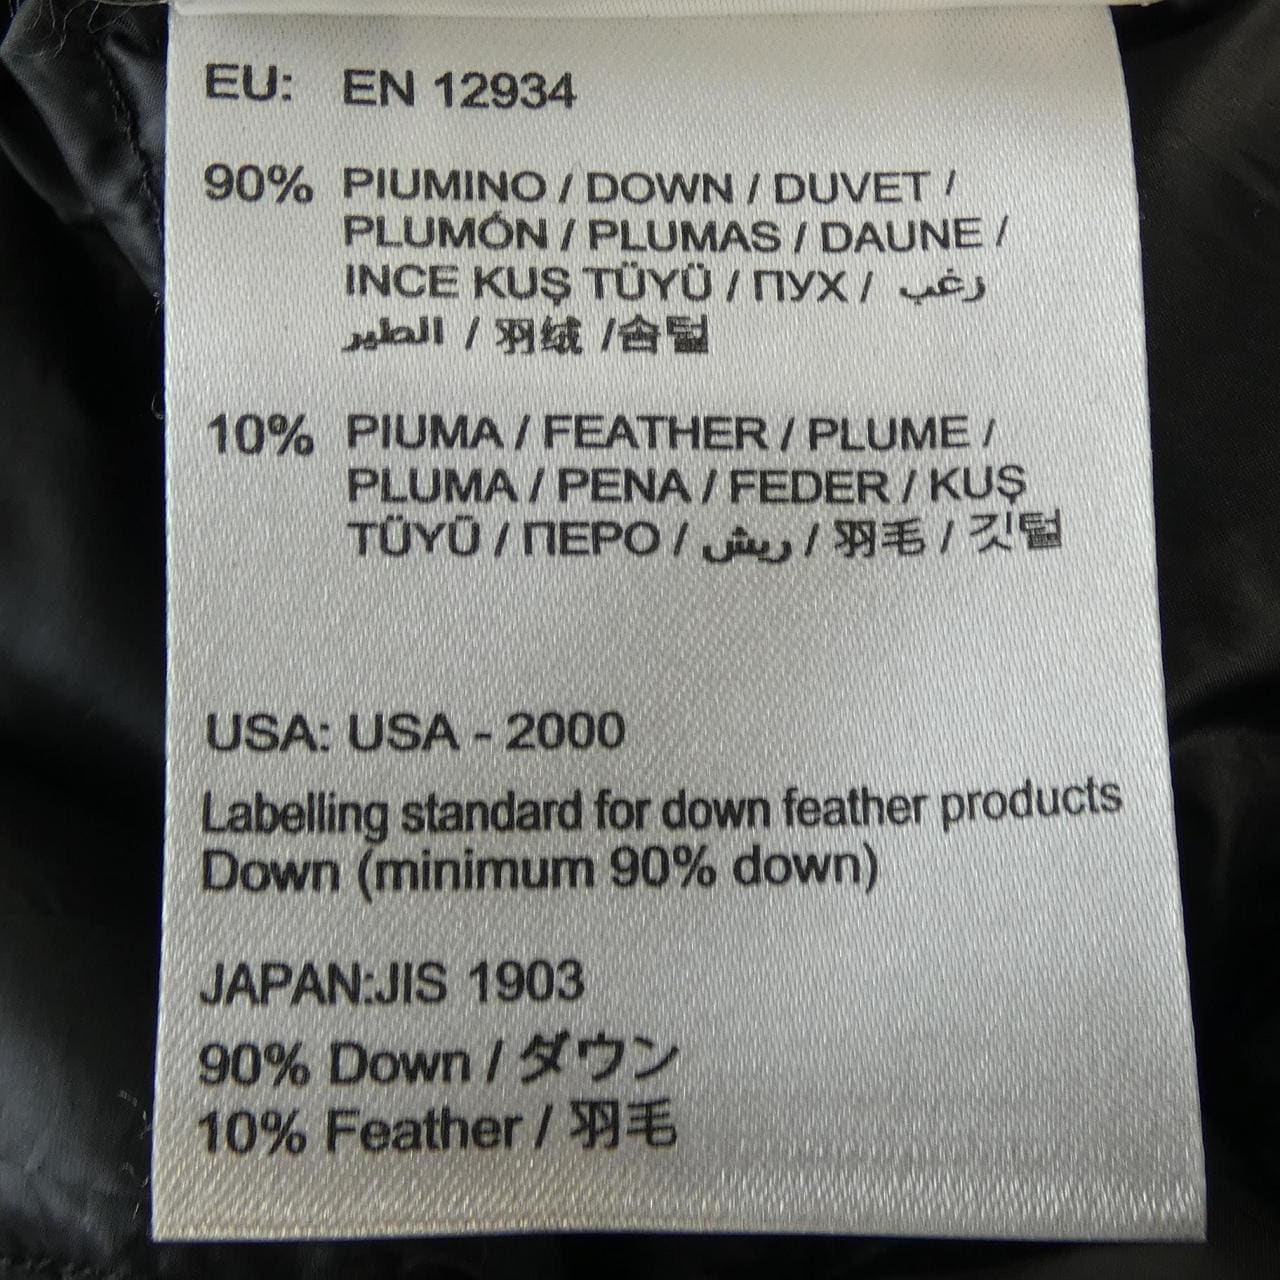 EU: EN 12934
90% PIUMINO / DOWN / DUVET /
PLUMÓN / PLUMAS / DAUNE /
INCE KUŞ TÜYÜ / ПУХ / زغب
الطير / 羽绒 /솜털
10% PIUMA / FEATHER / PLUME /
PLUMA / PENA / FEDER / KUŞ
TÜYÜ / ПЕРО / ريش / 羽毛 / 깃털
USA: USA - 2000
Labelling standard for down feather products
Down (minimum 90% down)
JAPAN:JIS 1903
90% Down / ダウン
10% Feather / 羽毛